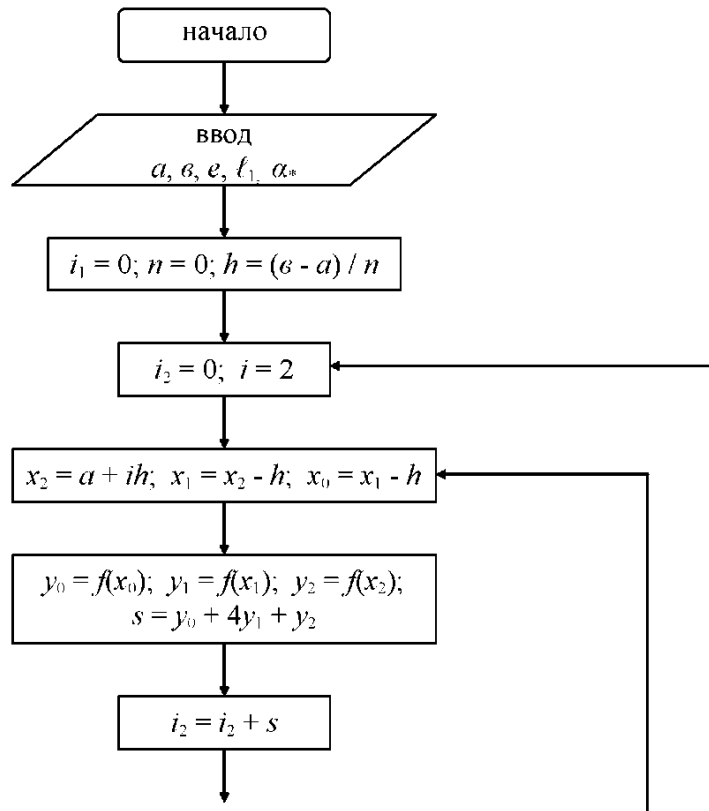 начало
ввод
а, в, е, ℓ₁, α*
i₁ = 0; n = 0; h = (в - а) / n
i₂ = 0; i = 2
x₂ = a + ih; x₁ = x₂ - h; x₀ = x₁ - h
y₀ = f(x₀); y₁ = f(x₁); y₂ = f(x₂);
s = y₀ + 4y₁ + y₂
i₂ = i₂ + s